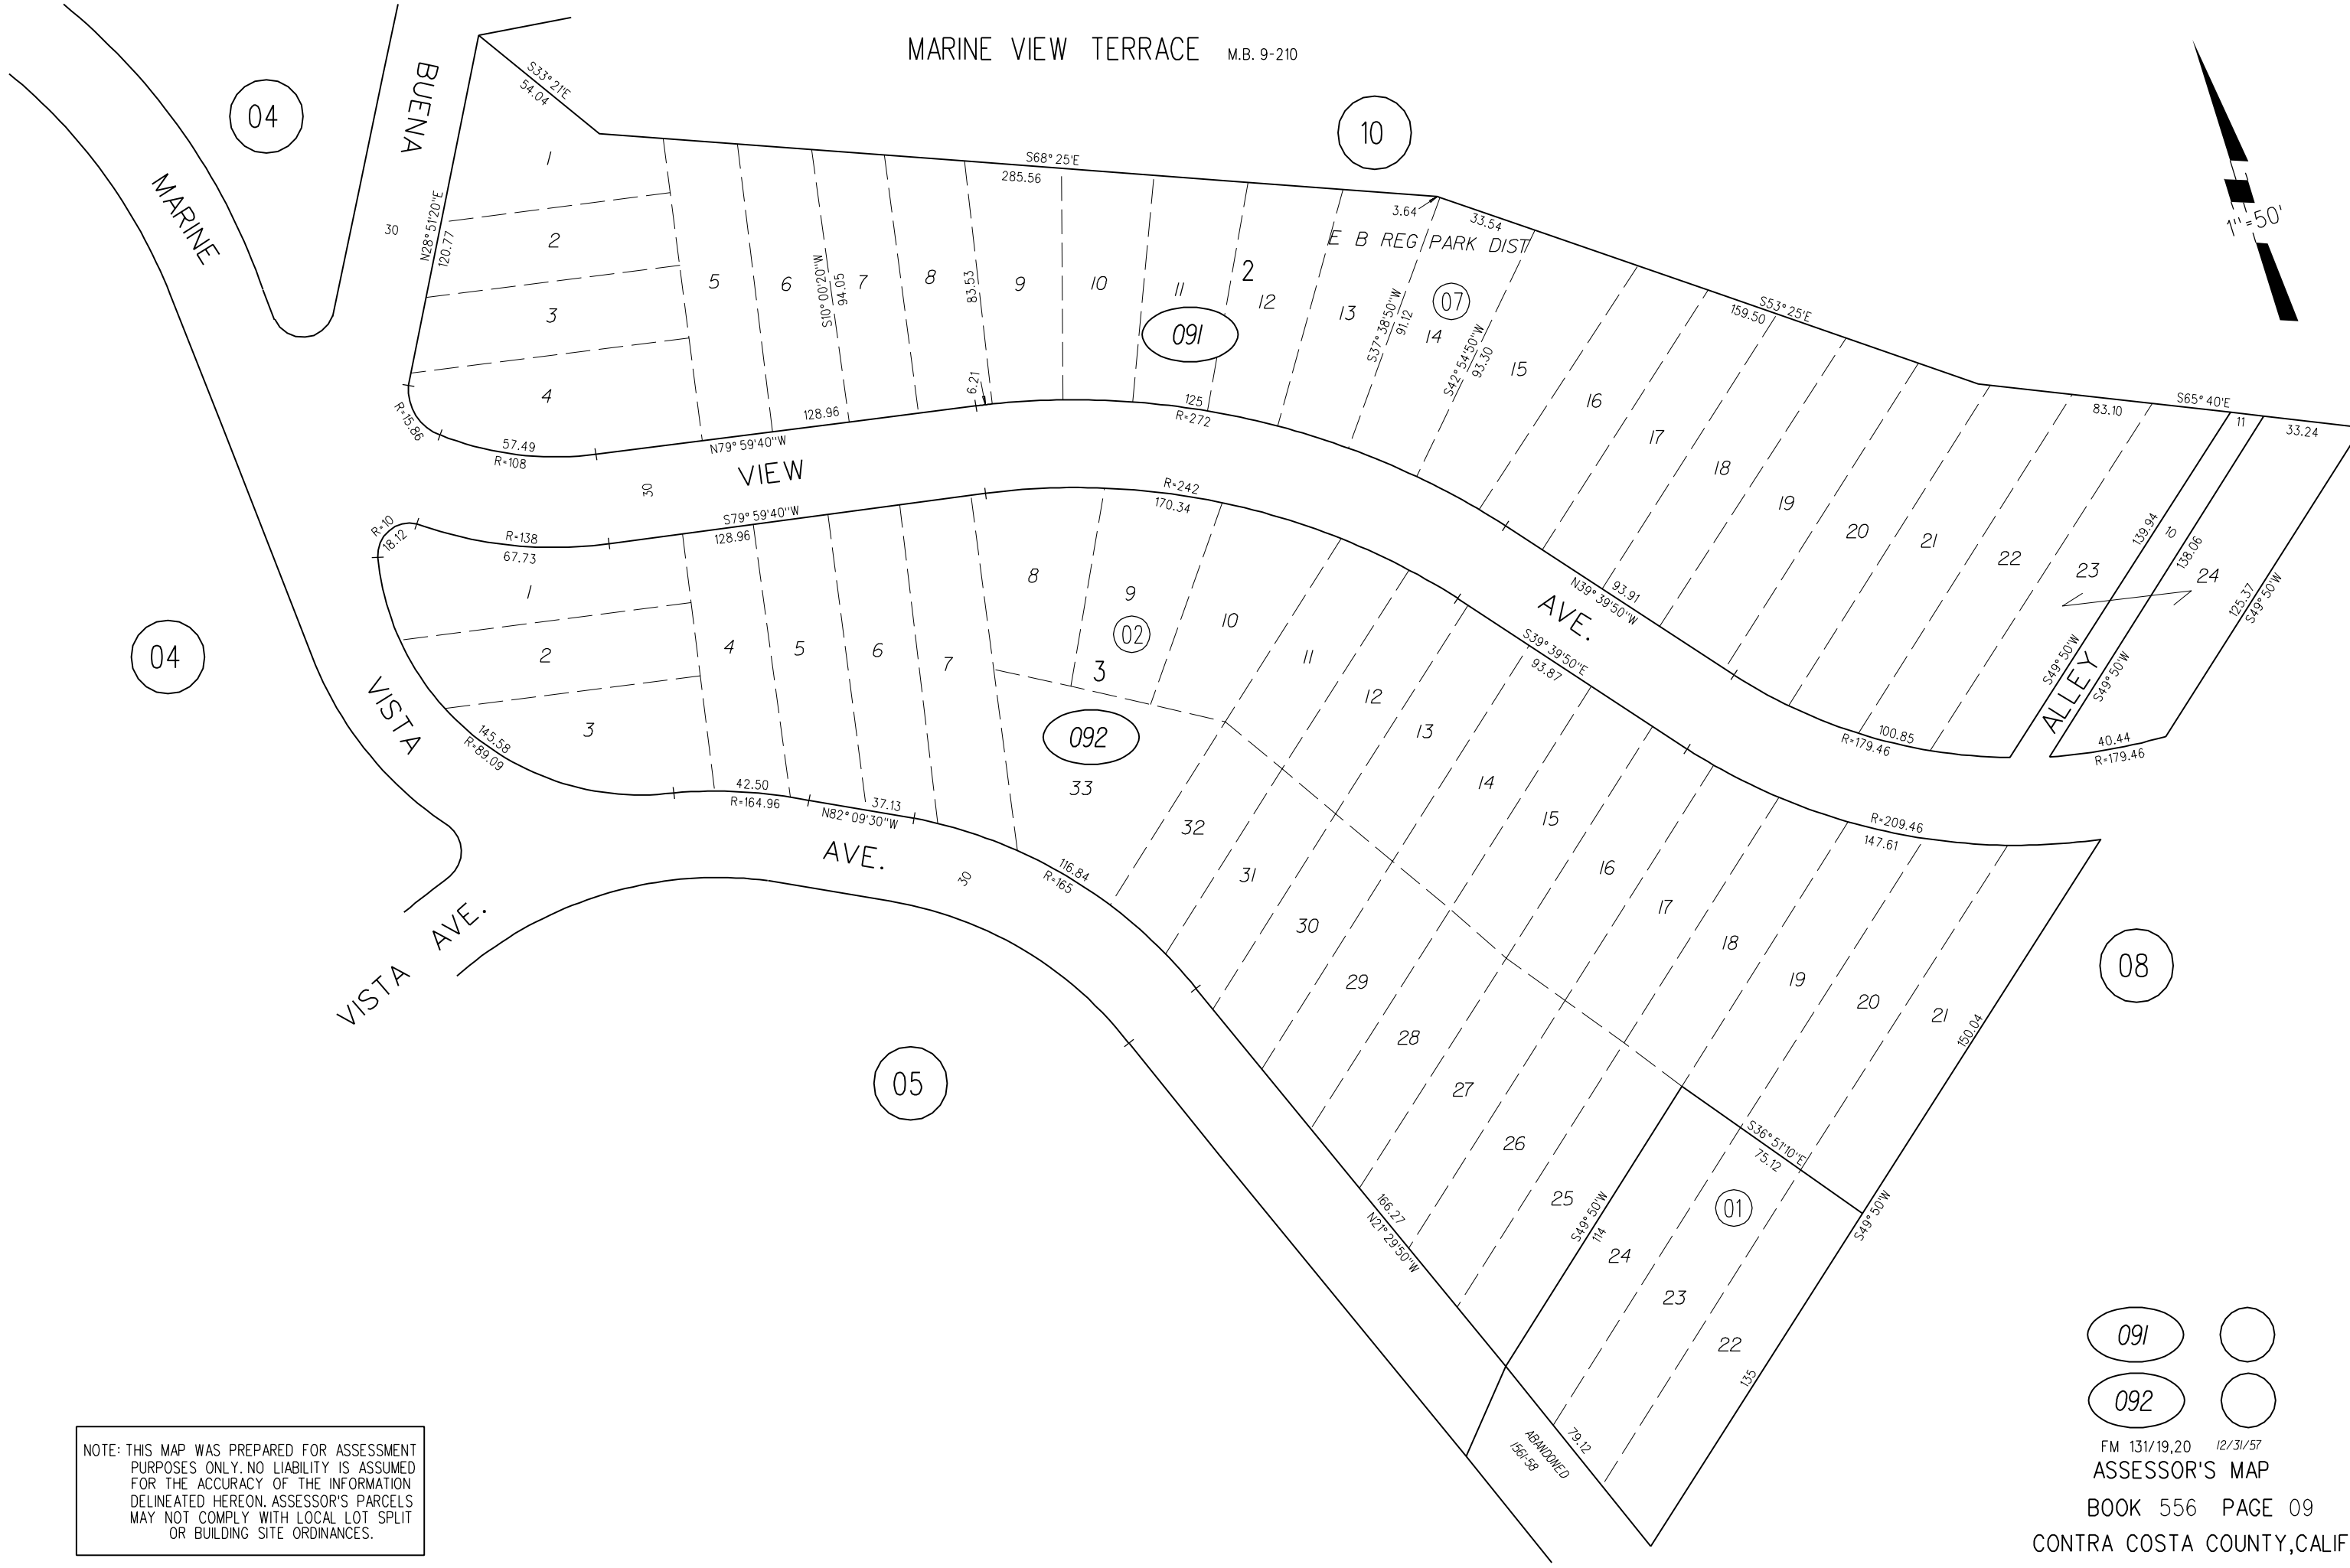 MARINE VIEW TERRACE M.B. 9-210
04
BUENA
MARINE
S33°21'E
54.04
10
1"=50'
N28°51'20"E
120.77
30
1
2
3
4
S68°25'E
285.56
3.64
33.54
E B REG PARK DIST
5
6
S10°00'20"W
94.05
7
8
83.53
9
10
11
2
12
13
S37°38'50"W
91.12
07
14
S42°54'50"W
93.30
15
091
S53°25'E
159.50
16
17
18
19
20
21
22
23
24
S65°40'E
83.10
11
33.24
139.94
10
138.06
125.37
S49°50'W
S49°50'W
S49°50'W
ALLEY
R=15.86
57.49
R=108
128.96
N79°59'40"W
6.21
125
R=272
93.91
N39°39'50"W
100.85
R=179.46
40.44
R=179.46
VIEW
30
AVE.
R=10
18.12
R=138
67.73
S79°59'40"W
128.96
R=242
170.34
S39°39'50"E
93.87
R=209.46
147.61
04
VISTA
1
2
3
4
5
6
7
8
9
02
3
10
11
12
13
14
15
16
17
18
19
20
21
092
33
32
31
30
29
28
27
26
25
24
23
22
01
145.58
R=89.09
42.50
R=164.96
37.13
N82°09'30"W
AVE.
30
116.84
R=165
VISTA AVE.
05
08
150.04
S36°51'10"E
75.12
S49°50'W
114
S49°50'W
135
166.27
N21°29'50"W
79.12
ABANDONED
1561-58
091
092
FM 131/19,20 12/31/57
ASSESSOR'S MAP
BOOK 556 PAGE 09
CONTRA COSTA COUNTY,CALIF
NOTE: THIS MAP WAS PREPARED FOR ASSESSMENT
PURPOSES ONLY. NO LIABILITY IS ASSUMED
FOR THE ACCURACY OF THE INFORMATION
DELINEATED HEREON. ASSESSOR'S PARCELS
MAY NOT COMPLY WITH LOCAL LOT SPLIT
OR BUILDING SITE ORDINANCES.